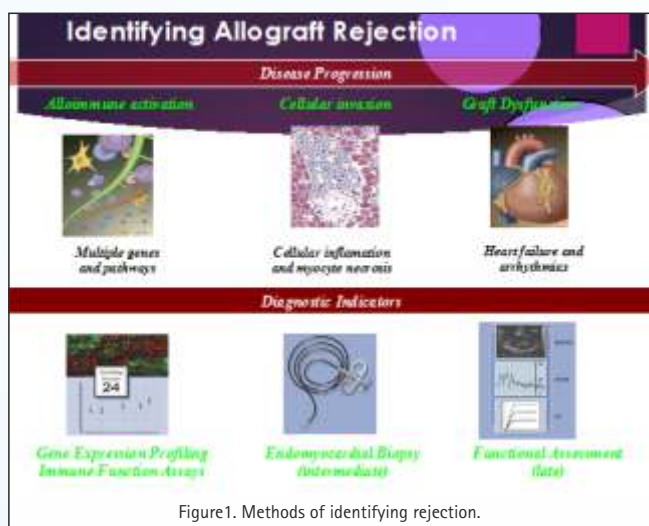 Identifying Allograft Rejection
Disease Progression
Alloimmune activation
Cellular invasion
Graft Dysfunction
Multiple genes
and pathways
Cellular inflamation
and myocyte necrosis
Heart failure and
arrhythmics
Diagnostic Indicators
24
Gene Expression Profiling
Immune Function Assays
Endomyocardial Biopsy
(intermediate)
Functional Assessment
(late)
Figure1. Methods of identifying rejection.